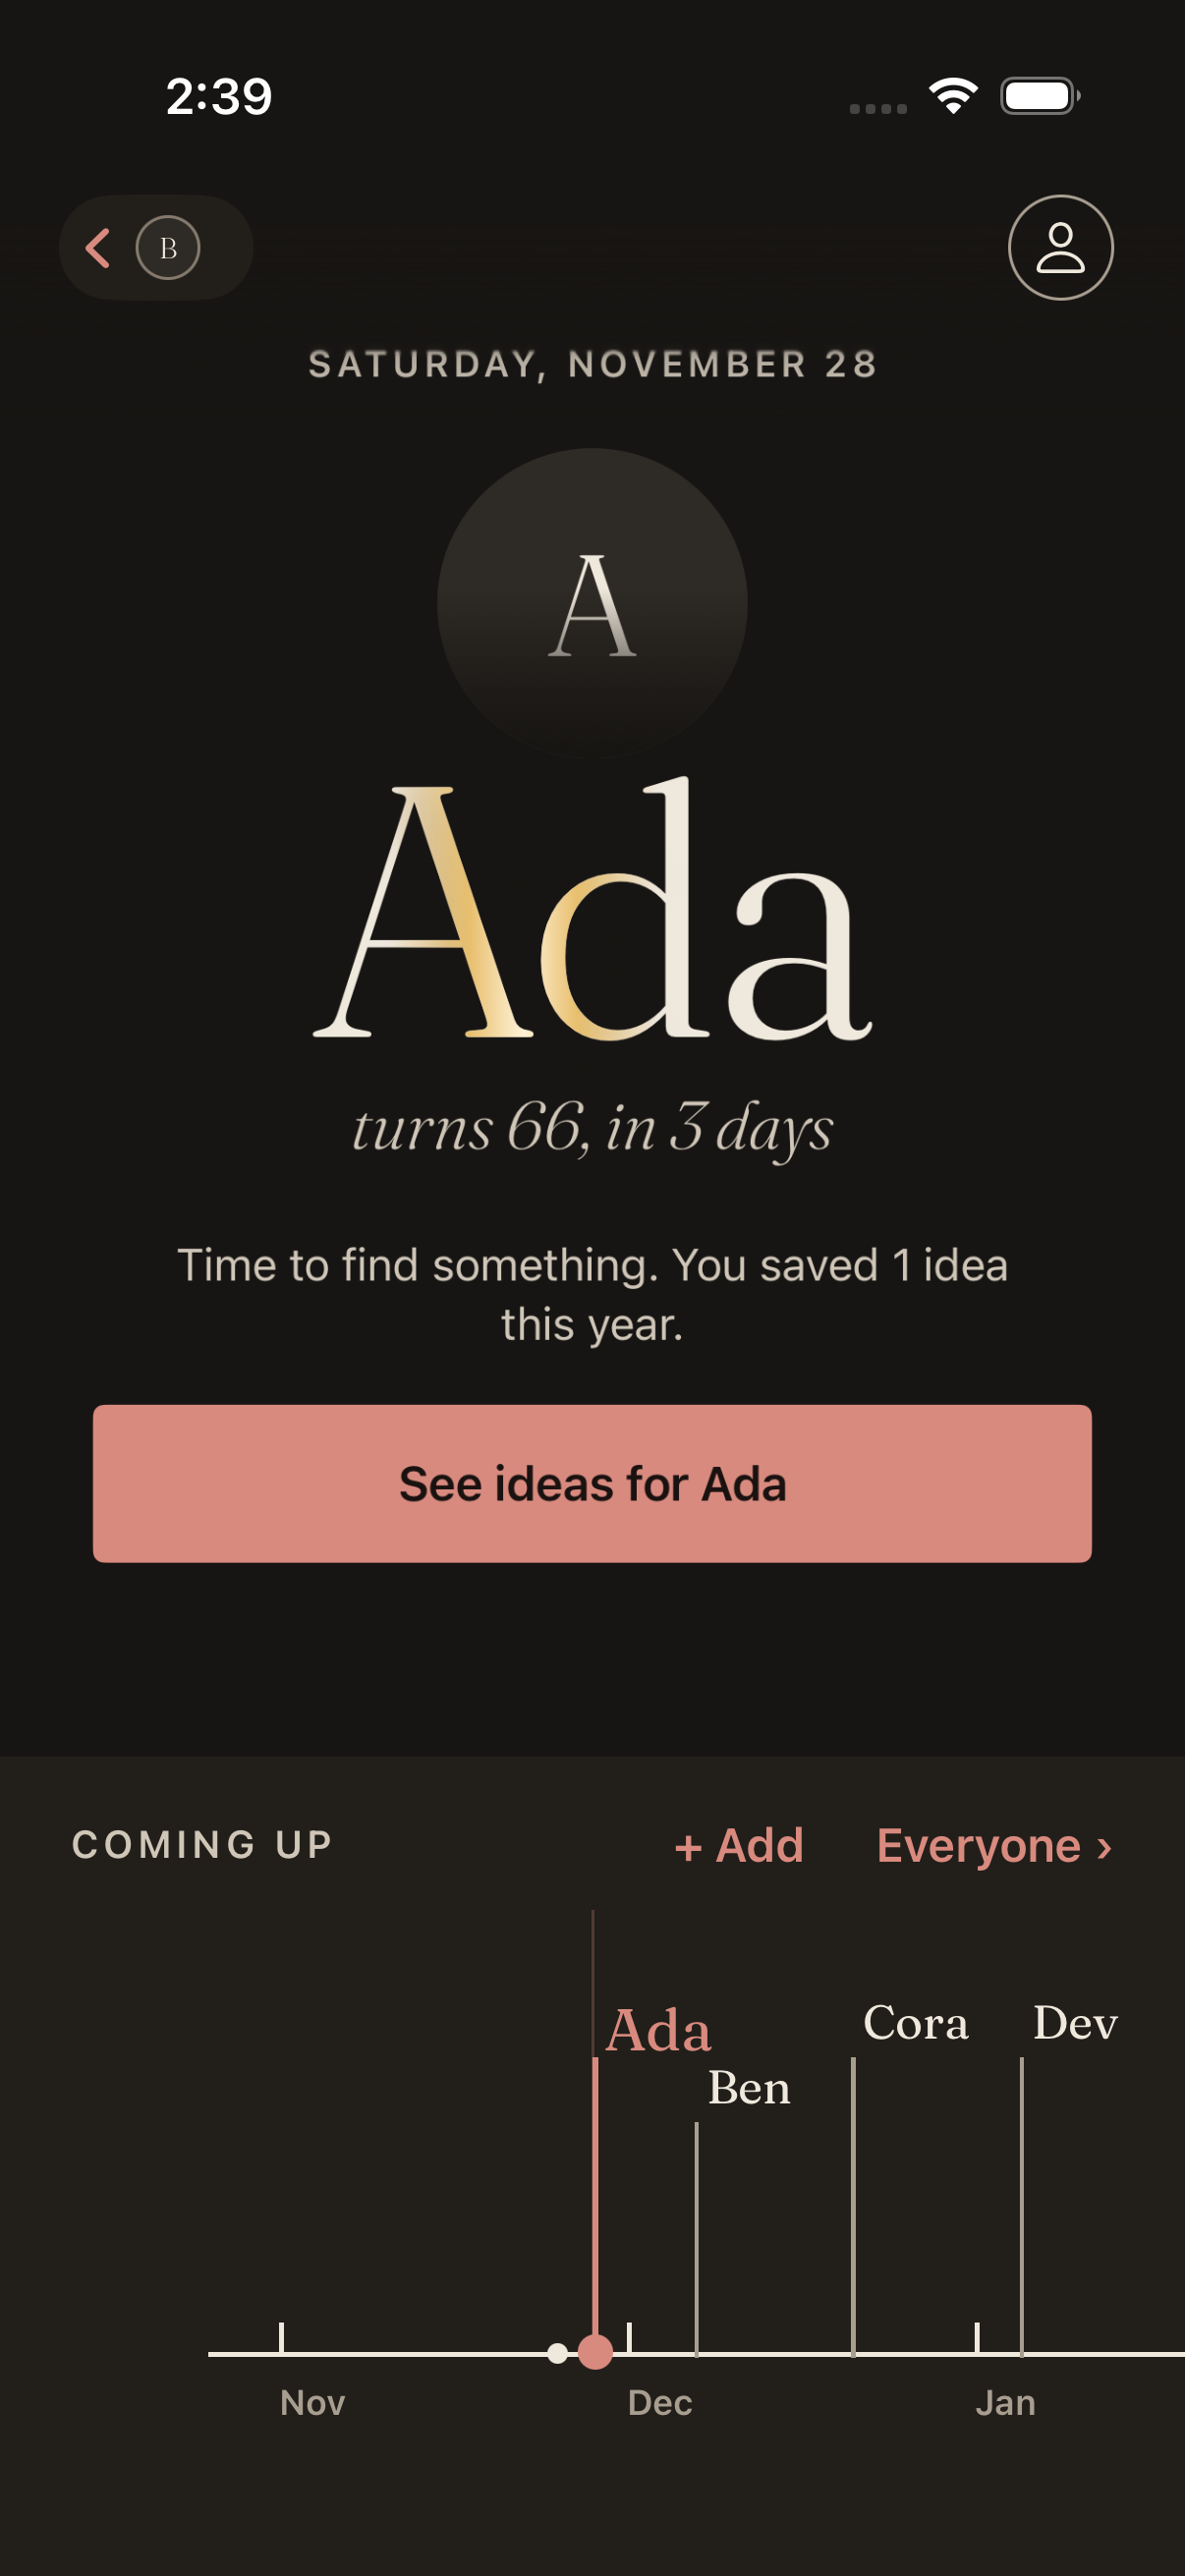 2:39
B
SATURDAY, NOVEMBER 28
A
Ada
turns 66, in 3 days
Time to find something. You saved 1 idea
this year.
See ideas for Ada
COMING UP
+ Add
Everyone ›
Ada
Cora
Dev
Ben
Nov
Dec
Jan